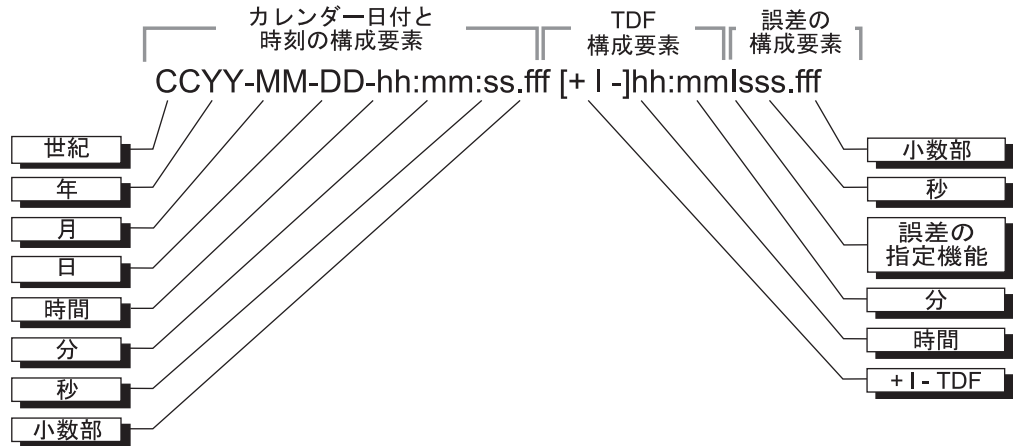 カレンダー日付と
時刻の構成要素
TDF
構成要素
誤差の
構成要素
CCYY-MM-DD-hh:mm:ss.fff [+ I -]hh:mmIsss.fff
世紀
年
月
日
時間
分
秒
小数部
小数部
秒
誤差の
指定機能
分
時間
+ I - TDF